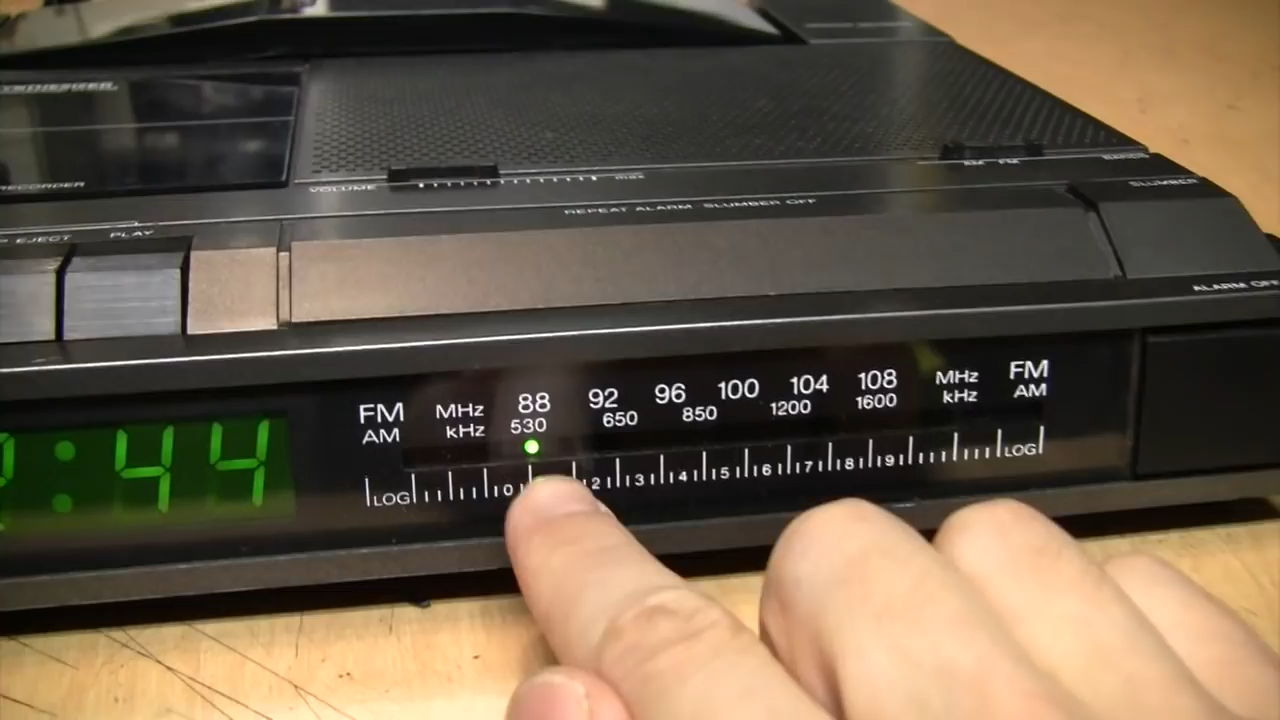 RECORDER
VOLUME
max
AM FM
BANDS
SLUMBER
REPEAT ALARM SLUMBER OFF
EJECT
PLAY
ALARM OFF
FM MHz 88 92 96 100 104 108 MHz FM
AM kHz 530 650 850 1200 1600 kHz AM
:44
LOG 0 2 3 4 5 6 7 8 9 LOG